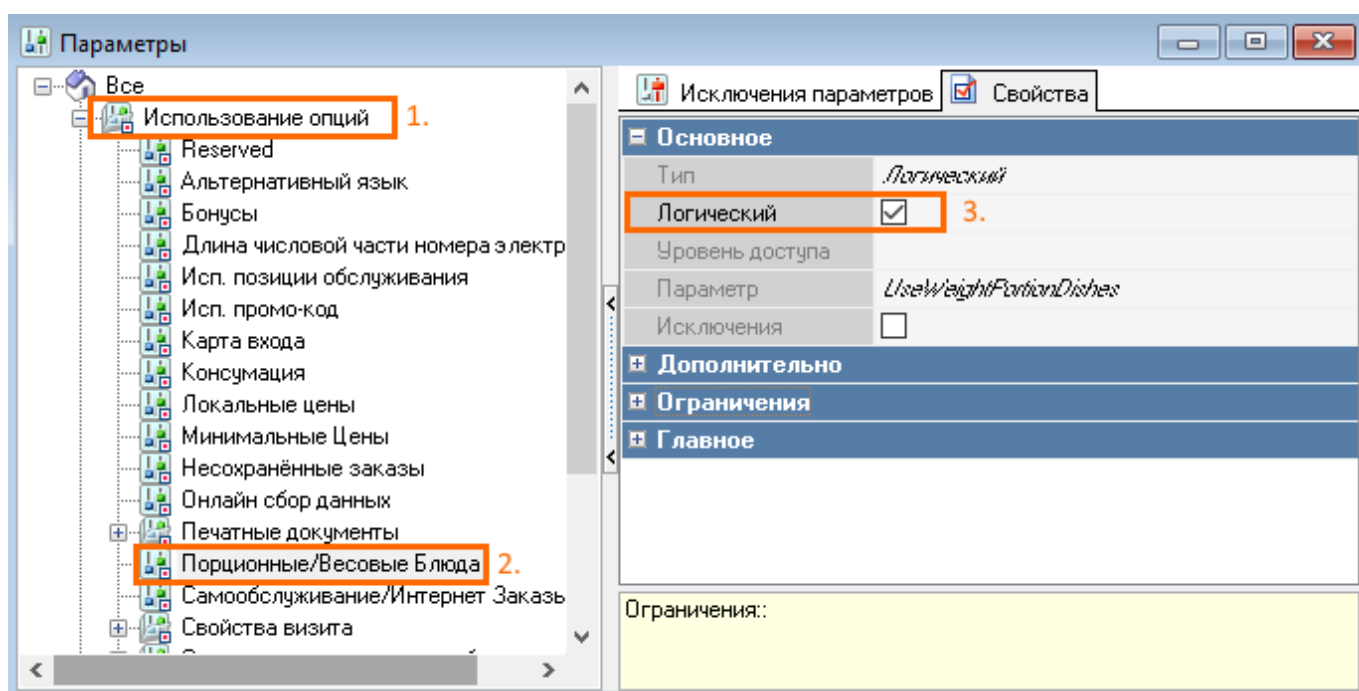 Параметры
Все
Использование опций 1.
Reserved
Альтернативный язык
Бонусы
Длина числовой части номера электр
Исп. позиции обслуживания
Исп. промо-код
Карта входа
Консумация
Локальные цены
Минимальные Цены
Несохранённые заказы
Онлайн сбор данных
Печатные документы
Порционные/Весовые Блюда 2.
Самообслуживание/Интернет Заказь
Свойства визита
Исключения параметров Свойства
Основное
Тип Логический
Логический 3.
Уровень доступа
Параметр UseWeightPortionDishes
Исключения
Дополнительно
Ограничения
Главное
Ограничения::